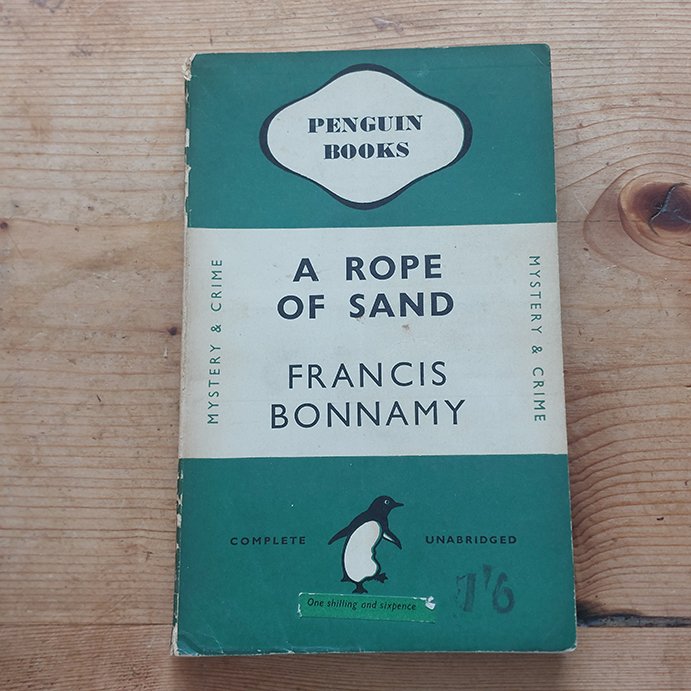 PENGUIN
BOOKS
MYSTERY & CRIME
A ROPE
OF SAND
FRANCIS
BONNAMY
MYSTERY & CRIME
COMPLETE
UNABRIDGED
One shilling and sixpence
1'6